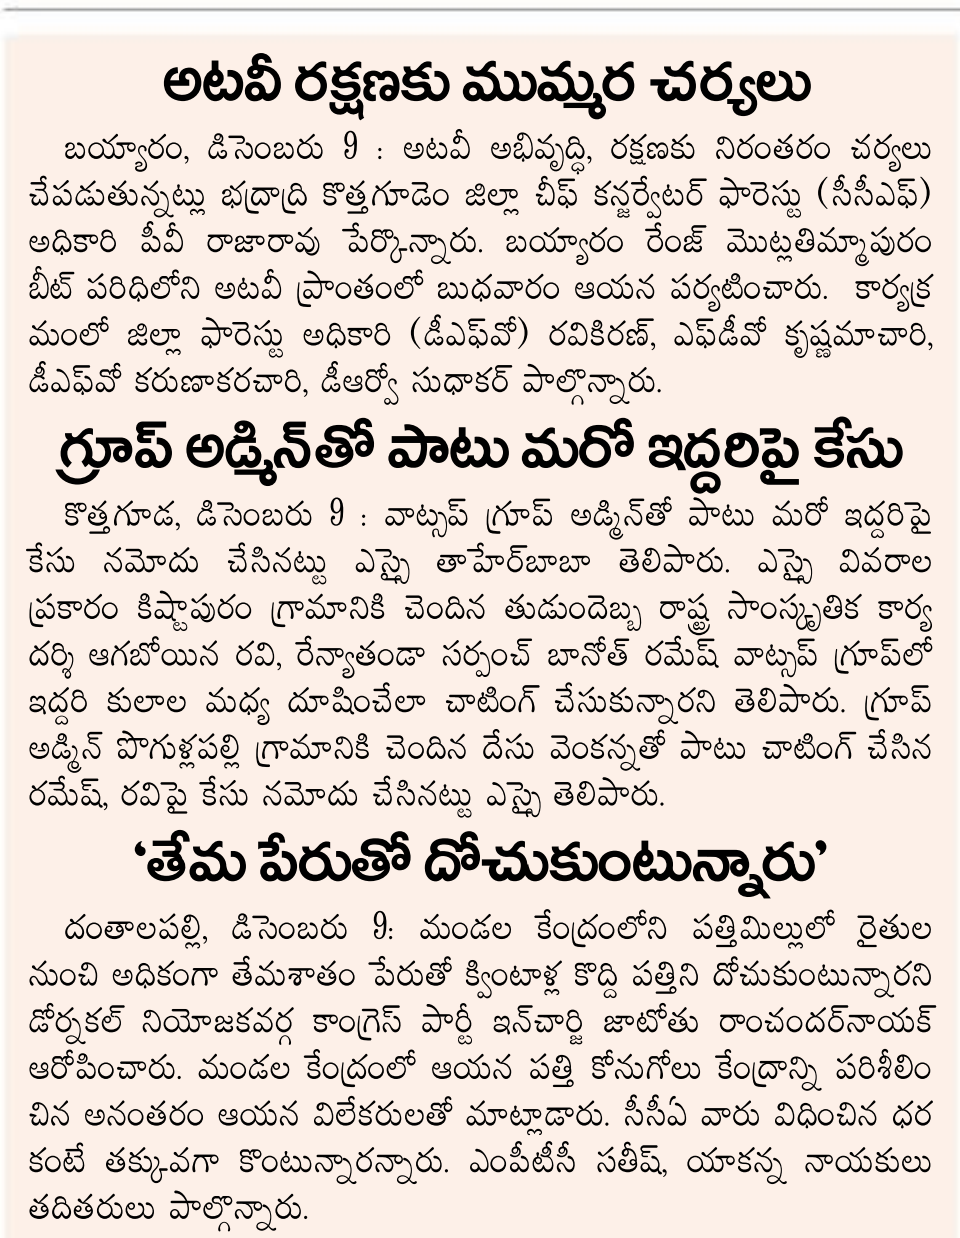 అటవీ రక్షణకు ముమ్మర చర్యలు
బయ్యారం, డిసెంబరు 9 : అటవీ అభివృద్ధి, రక్షణకు నిరంతరం చర్యలు
చేపడుతున్నట్లు భద్రాద్రి కొత్తగూడెం జిల్లా చీఫ్ కన్జర్వేటర్ ఫారెస్టు (సీసీఎఫ్)
అధికారి పీవీ రాజారావు పేర్కొన్నారు. బయ్యారం రేంజ్ మొట్లతిమ్మాపురం
బీట్ పరిధిలోని అటవీ ప్రాంతంలో బుధవారం ఆయన పర్యటించారు. కార్యక్ర
మంలో జిల్లా ఫారెస్టు అధికారి (డీఎఫ్‌వో) రవికిరణ్, ఎఫ్‌డీవో కృష్ణమాచారి,
డీఎఫ్‌వో కరుణాకరచారి, డీఆర్వో సుధాకర్ పాల్గొన్నారు.
గ్రూప్ అడ్మిన్‌తో పాటు మరో ఇద్దరిపై కేసు
కొత్తగూడ, డిసెంబరు 9 : వాట్సప్ గ్రూప్ అడ్మిన్‌తో పాటు మరో ఇద్దరిపై
కేసు నమోదు చేసినట్టు ఎస్సై తాహేర్‌బాబా తెలిపారు. ఎస్సై వివరాల
ప్రకారం కిష్టాపురం గ్రామానికి చెందిన తుడుందెబ్బ రాష్ట్ర సాంస్కృతిక కార్య
దర్శి ఆగబోయిన రవి, రేన్యాతండా సర్పంచ్ బానోత్ రమేష్ వాట్సప్ గ్రూప్‌లో
ఇద్దరి కులాల మధ్య దూషించేలా చాటింగ్ చేసుకున్నారని తెలిపారు. గ్రూప్
అడ్మిన్ పొగుళ్లపల్లి గ్రామానికి చెందిన దేసు వెంకన్నతో పాటు చాటింగ్ చేసిన
రమేష్, రవిపై కేసు నమోదు చేసినట్టు ఎస్సై తెలిపారు.
‘తేమ పేరుతో దోచుకుంటున్నారు’
దంతాలపల్లి, డిసెంబరు 9: మండల కేంద్రంలోని పత్తిమిల్లులో రైతుల
నుంచి అధికంగా తేమశాతం పేరుతో క్వింటాళ్ల కొద్ది పత్తిని దోచుకుంటున్నారని
డోర్నకల్ నియోజకవర్గ కాంగ్రెస్ పార్టీ ఇన్‌చార్జి జాటోతు రాంచందర్‌నాయక్
ఆరోపించారు. మండల కేంద్రంలో ఆయన పత్తి కోనుగోలు కేంద్రాన్ని పరిశీలిం
చిన అనంతరం ఆయన విలేకరులతో మాట్లాడారు. సీసీఏ వారు విధించిన ధర
కంటే తక్కువగా కొంటున్నారన్నారు. ఎంపీటీసీ సతీష్, యాకన్న నాయకులు
తదితరులు పాల్గొన్నారు.